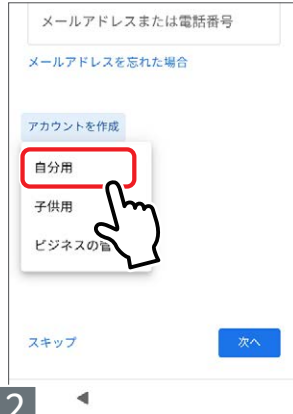 メールアドレスまたは電話番号
メールアドレスを忘れた場合
アカウントを作成
自分用
子供用
ビジネスの管
スキップ
次へ
2